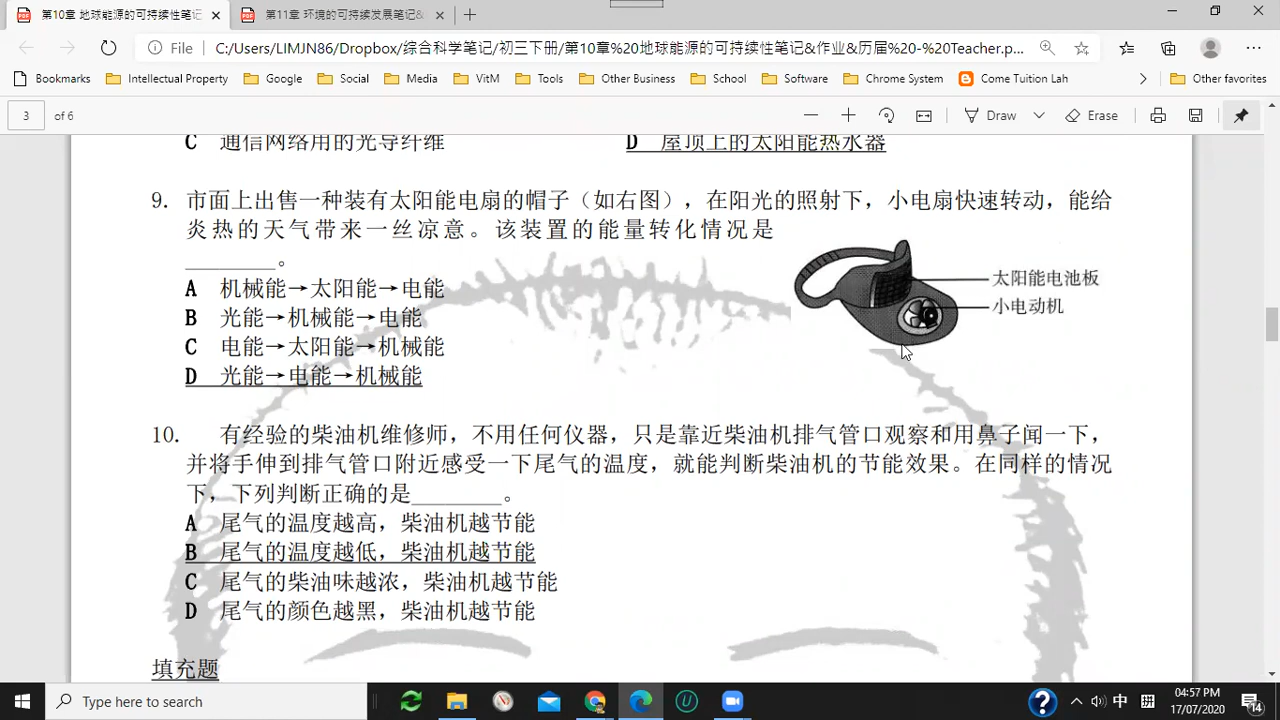 第10章 地球能源的可持续性笔记
第11章 环境的可持续发展笔记&
File
C:/Users/LIMJN86/Dropbox/综合科学笔记/初三下册/第10章%20地球能源的可持续性笔记&作业&历届%20-%20Teacher.p...
Bookmarks
Intellectual Property
Google
Social
Media
VitM
Tools
Other Business
School
Software
Chrome System
Come Tuition Lah
Other favorites
3 of 6
Draw
Erase
C 通信网络用的光导纤维 D 屋顶上的太阳能热水器
9. 市面上出售一种装有太阳能电扇的帽子（如右图），在阳光的照射下，小电扇快速转动，能给
炎热的天气带来一丝凉意。该装置的能量转化情况是
________。
太阳能电池板
小电动机
A 机械能→太阳能→电能
B 光能→机械能→电能
C 电能→太阳能→机械能
D 光能→电能→机械能
10. 有经验的柴油机维修师，不用任何仪器，只是靠近柴油机排气管口观察和用鼻子闻一下，
并将手伸到排气管口附近感受一下尾气的温度，就能判断柴油机的节能效果。在同样的情况
下，下列判断正确的是________。
A 尾气的温度越高，柴油机越节能
B 尾气的温度越低，柴油机越节能
C 尾气的柴油味越浓，柴油机越节能
D 尾气的颜色越黑，柴油机越节能
填充题
Type here to search
中
拼
04:57 PM
17/07/2020
14